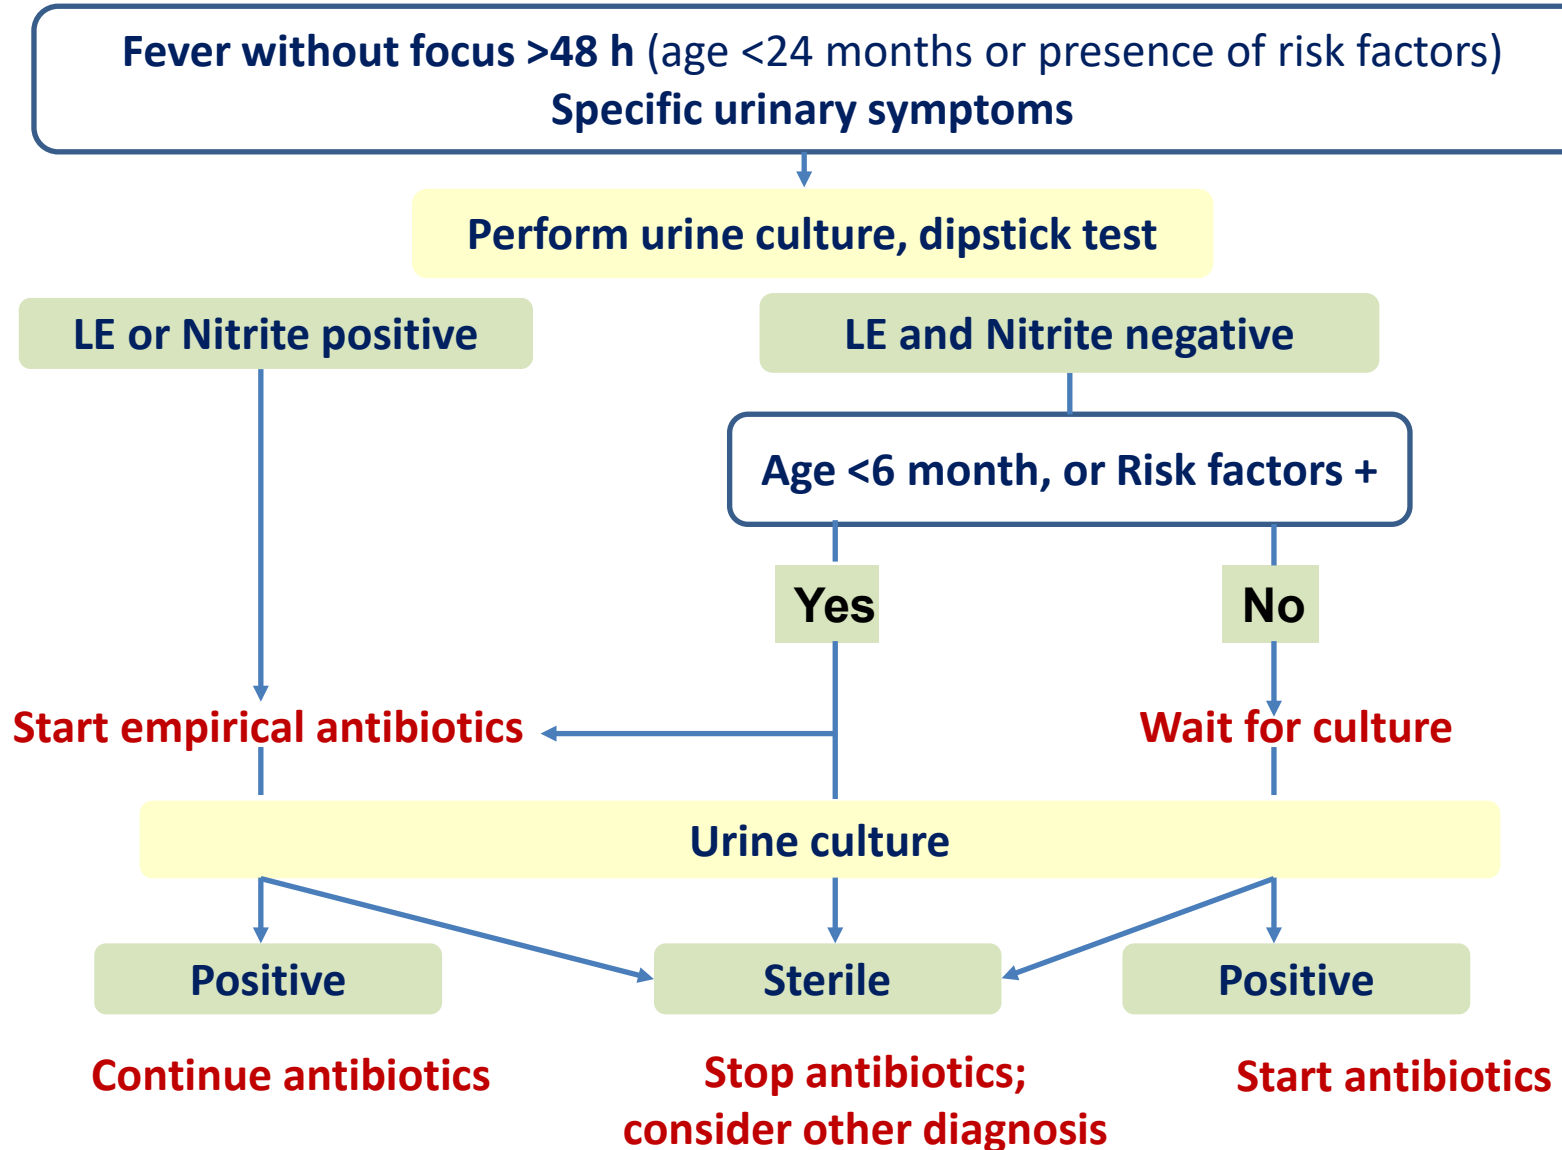 Fever without focus >48 h (age <24 months or presence of risk factors)
Specific urinary symptoms
Perform urine culture, dipstick test
LE or Nitrite positive
LE and Nitrite negative
Age <6 month, or Risk factors +
Yes
No
Start empirical antibiotics
Wait for culture
Urine culture
Positive
Sterile
Positive
Continue antibiotics
Stop antibiotics;
consider other diagnosis
Start antibiotics